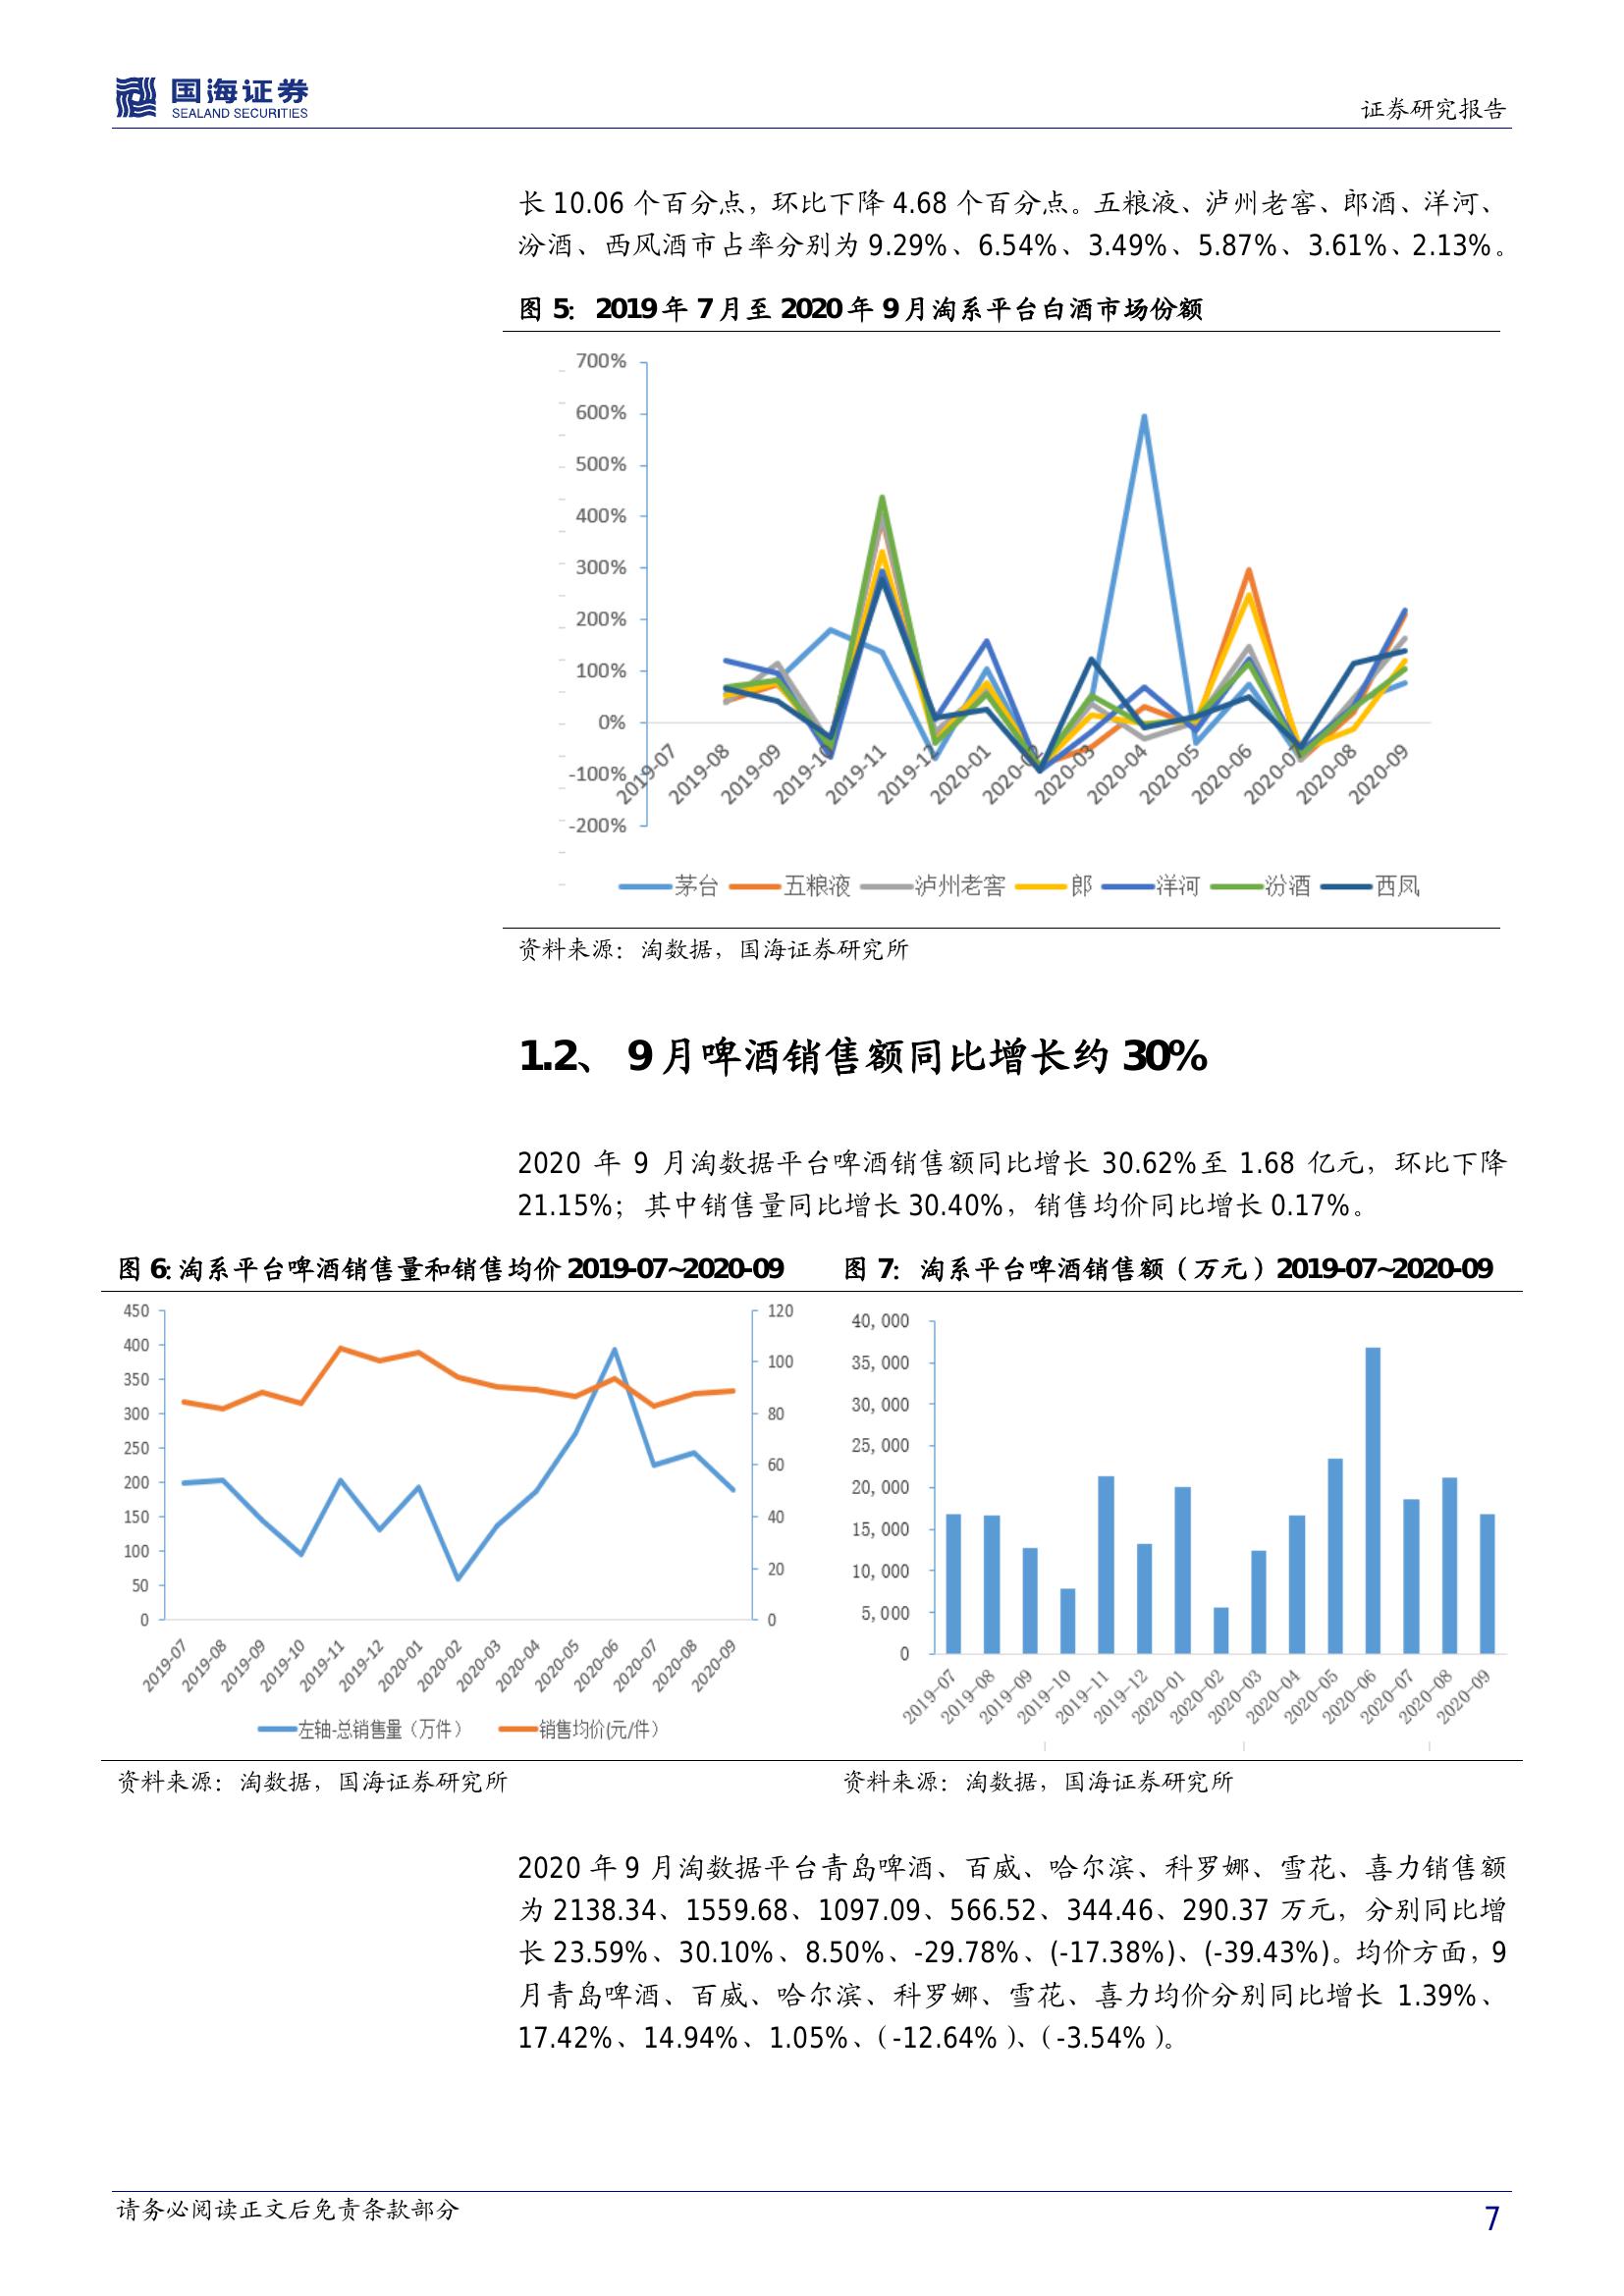 国海证券
SEALAND SECURITIES
证券研究报告
长 10.06 个百分点，环比下降 4.68 个百分点。五粮液、泸州老窖、郎酒、洋河、
汾酒、西风酒市占率分别为 9.29%、6.54%、3.49%、5.87%、3.61%、2.13%。
图 5: 2019 年 7 月至 2020 年 9 月淘系平台白酒市场份额
700%
600%
500%
400%
300%
200%
100%
0%
-100%
-200%
2019-07 2019-08 2019-09 2019-10 2019-11 2019-12 2020-01 2020-02 2020-03 2020-04 2020-05 2020-06 2020-07 2020-08 2020-09
茅台 五粮液 泸州老窖 郎 洋河 汾酒 西凤
资料来源：淘数据，国海证券研究所
1.2、 9 月啤酒销售额同比增长约 30%
2020 年 9 月淘数据平台啤酒销售额同比增长 30.62%至 1.68 亿元，环比下降
21.15%；其中销售量同比增长 30.40%，销售均价同比增长 0.17%。
图 6: 淘系平台啤酒销售量和销售均价 2019-07~2020-09
450
400
350
300
250
200
150
100
50
0
120
100
80
60
40
20
0
2019-07 2019-08 2019-09 2019-10 2019-11 2019-12 2020-01 2020-02 2020-03 2020-04 2020-05 2020-06 2020-07 2020-08 2020-09
左轴-总销售量（万件） 销售均价(元/件）
资料来源：淘数据，国海证券研究所
图 7: 淘系平台啤酒销售额（万元）2019-07~2020-09
40,000
35,000
30,000
25,000
20,000
15,000
10,000
5,000
0
2019-07 2019-08 2019-09 2019-10 2019-11 2019-12 2020-01 2020-02 2020-03 2020-04 2020-05 2020-06 2020-07 2020-08 2020-09
资料来源：淘数据，国海证券研究所
2020 年 9 月淘数据平台青岛啤酒、百威、哈尔滨、科罗娜、雪花、喜力销售额
为 2138.34、1559.68、1097.09、566.52、344.46、290.37 万元，分别同比增
长 23.59%、30.10%、8.50%、-29.78%、(-17.38%)、(-39.43%)。均价方面，9
月青岛啤酒、百威、哈尔滨、科罗娜、雪花、喜力均价分别同比增长 1.39%、
17.42%、14.94%、1.05%、（-12.64%）、（-3.54%）。
请务必阅读正文后免责条款部分
7